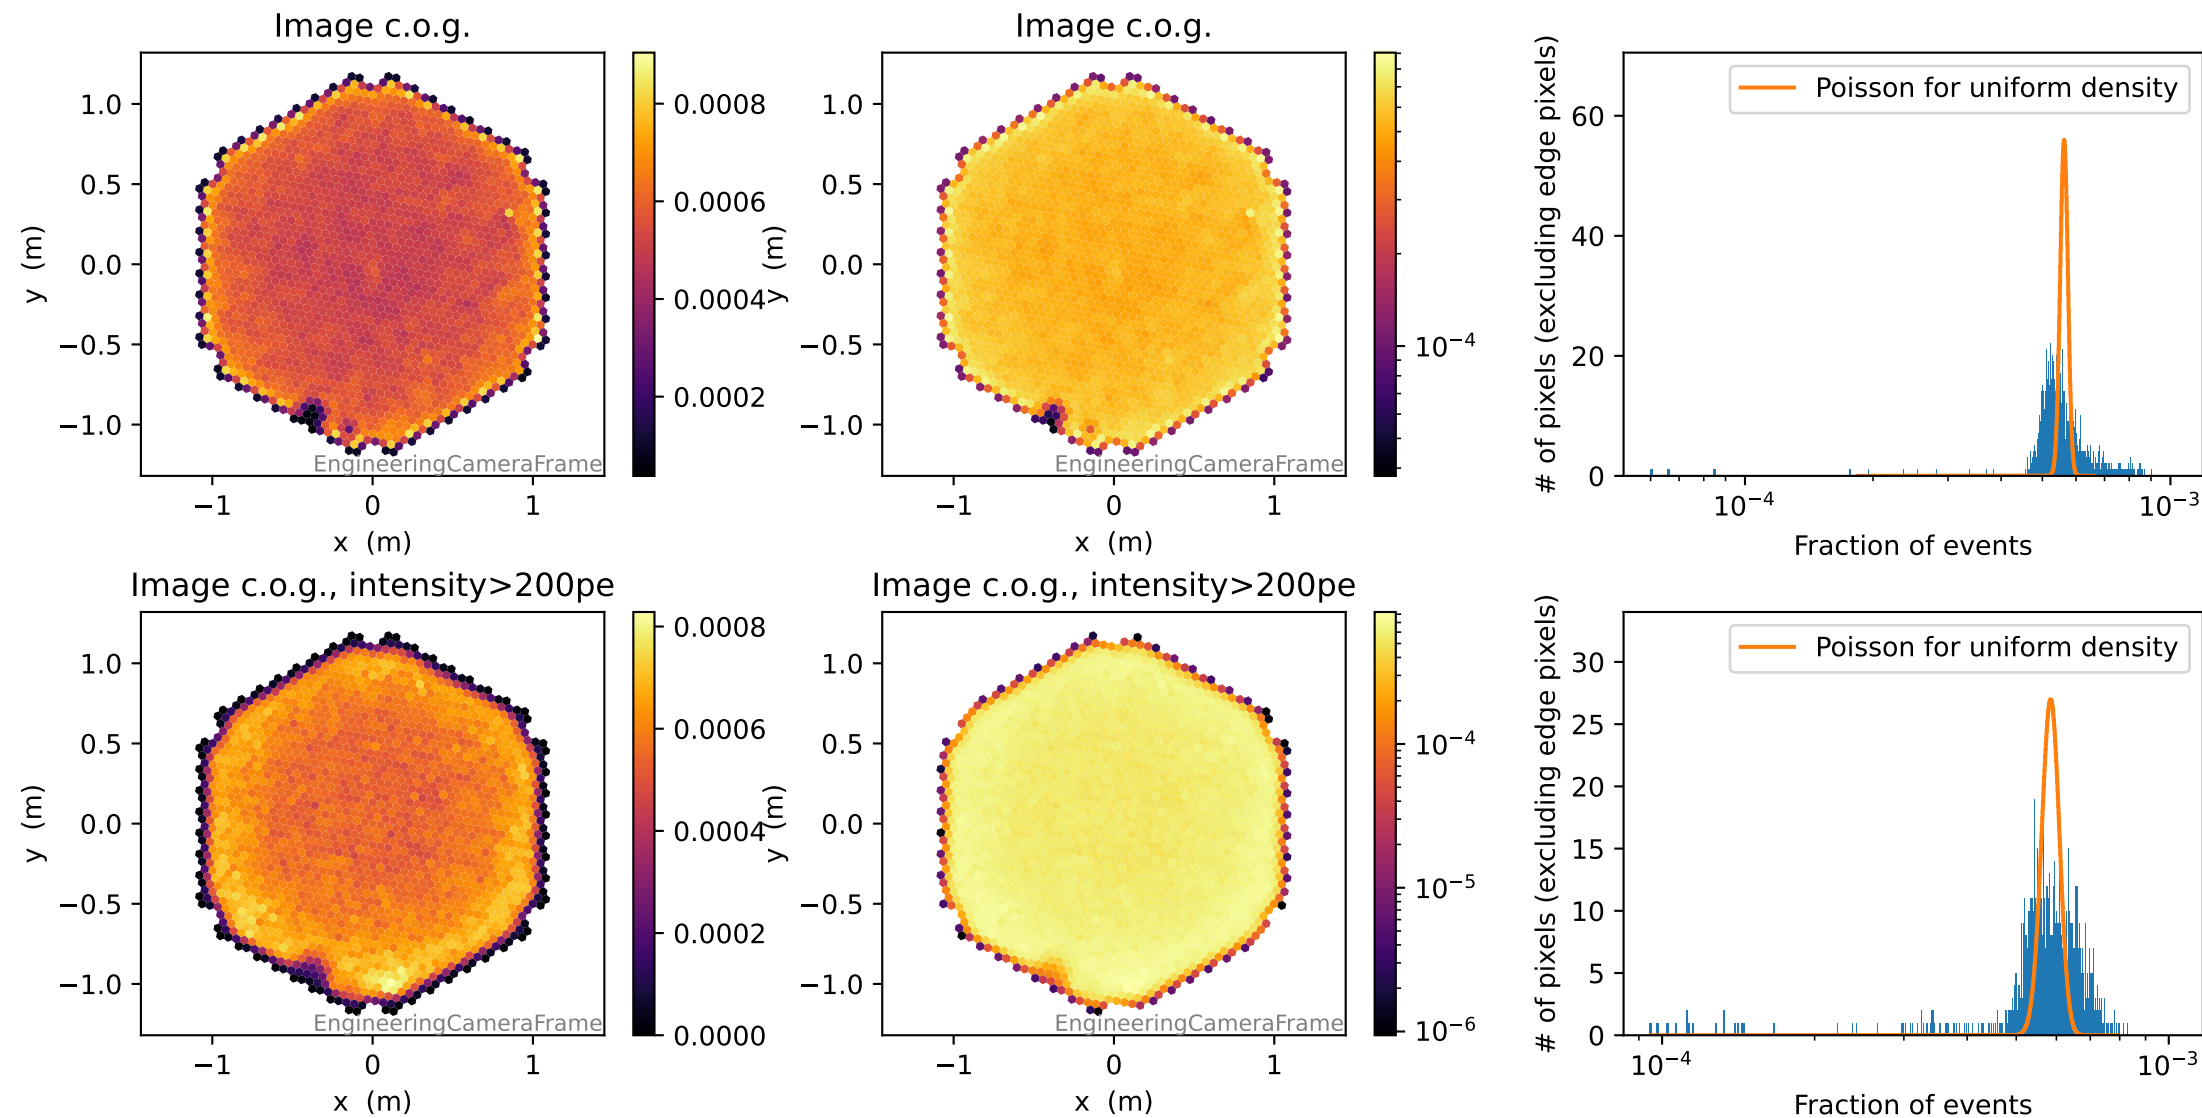 Image c.o.g.
1.0
0.5
0.0
−0.5
−1.0
y (m)
−1
0
1
x (m)
EngineeringCameraFrame
0.0008
0.0006
0.0004
0.0002
Image c.o.g.
1.0
0.5
0.0
−0.5
−1.0
y (m)
−1
0
1
x (m)
EngineeringCameraFrame
10⁻⁴
# of pixels (excluding edge pixels)
60
40
20
0
Poisson for uniform density
10⁻⁴
10⁻³
Fraction of events
Image c.o.g., intensity>200pe
1.0
0.5
0.0
−0.5
−1.0
y (m)
−1
0
1
x (m)
EngineeringCameraFrame
0.0008
0.0006
0.0004
0.0002
0.0000
Image c.o.g., intensity>200pe
1.0
0.5
0.0
−0.5
−1.0
y (m)
−1
0
1
x (m)
EngineeringCameraFrame
10⁻⁴
10⁻⁵
10⁻⁶
# of pixels (excluding edge pixels)
30
25
20
15
10
5
0
Poisson for uniform density
10⁻⁴
10⁻³
Fraction of events